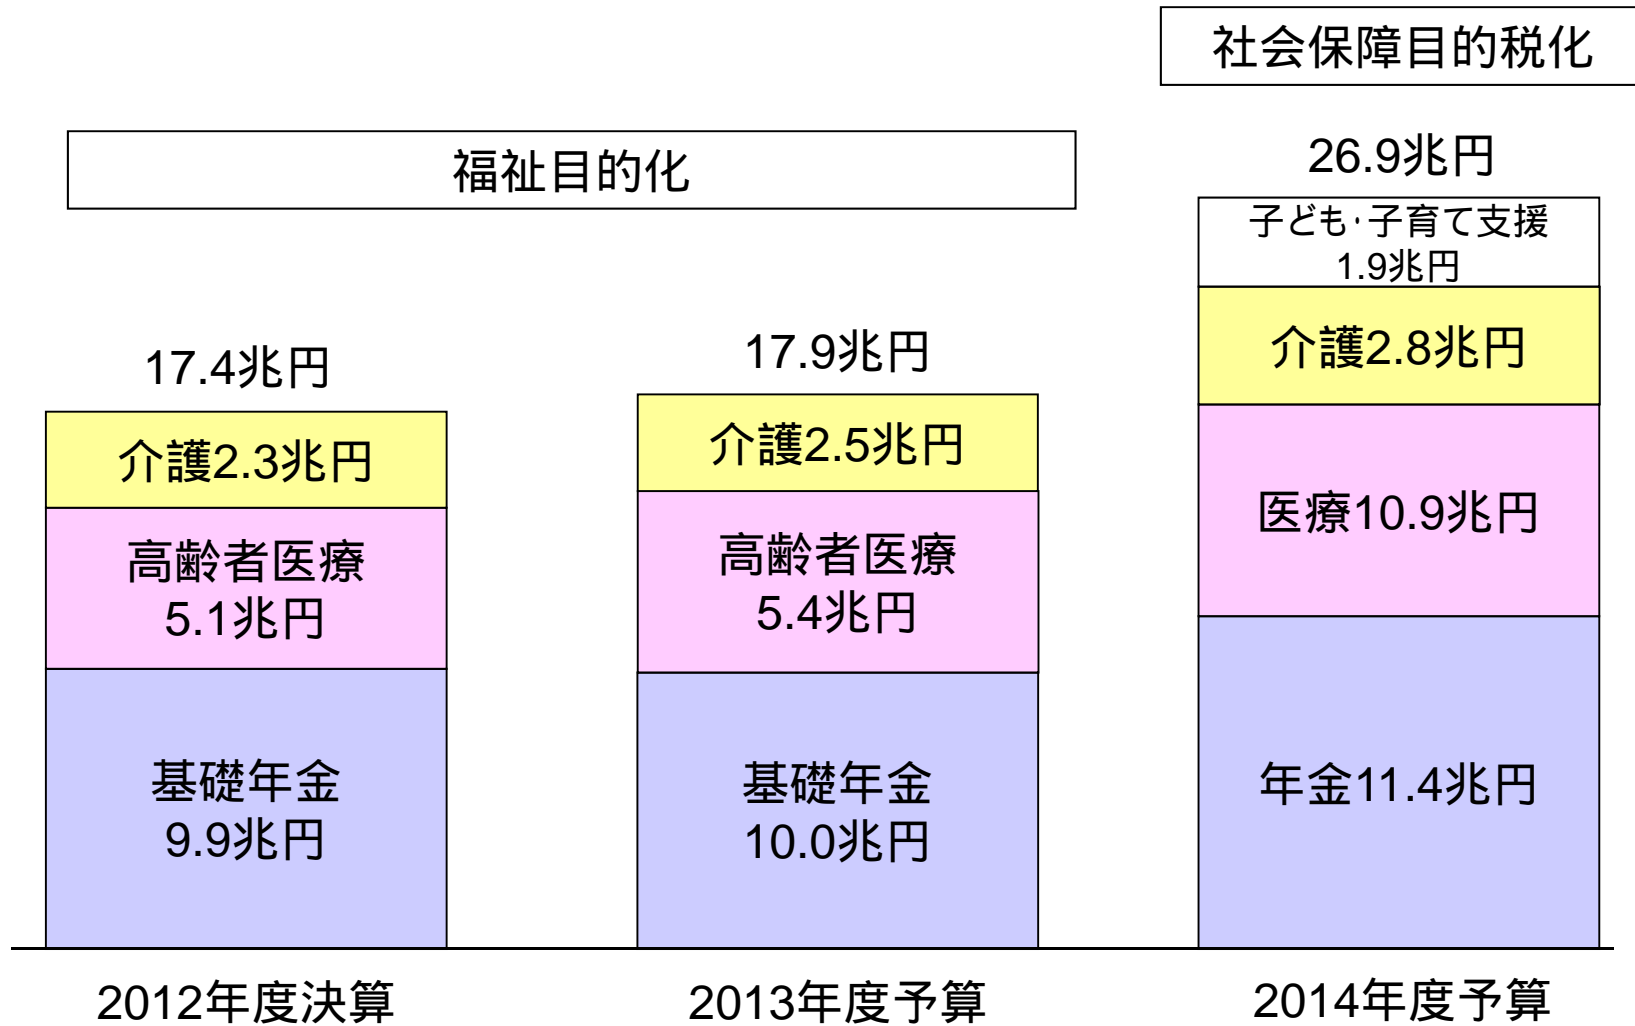 社会保障目的税化
福祉目的化
17.4兆円
介護2.3兆円
高齢者医療
5.1兆円
基礎年金
9.9兆円
2012年度決算
17.9兆円
介護2.5兆円
高齢者医療
5.4兆円
基礎年金
10.0兆円
2013年度予算
26.9兆円
子ども・子育て支援
1.9兆円
介護2.8兆円
医療10.9兆円
年金11.4兆円
2014年度予算